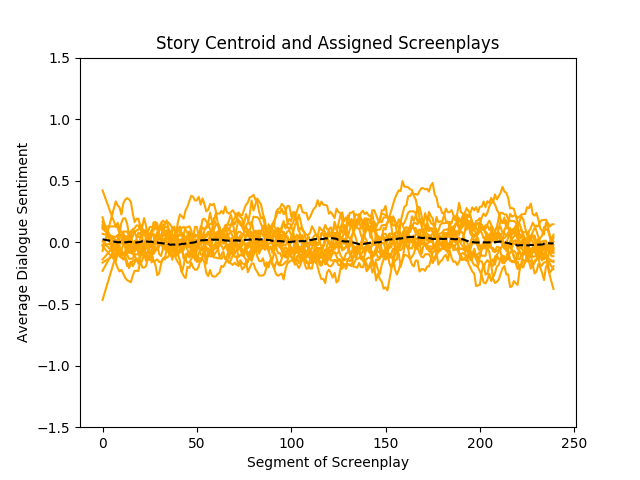 Story Centroid and Assigned Screenplays
1.5
1.0
0.5
0.0
−0.5
−1.0
−1.5
Average Dialogue Sentiment
0 50 100 150 200 250
Segment of Screenplay